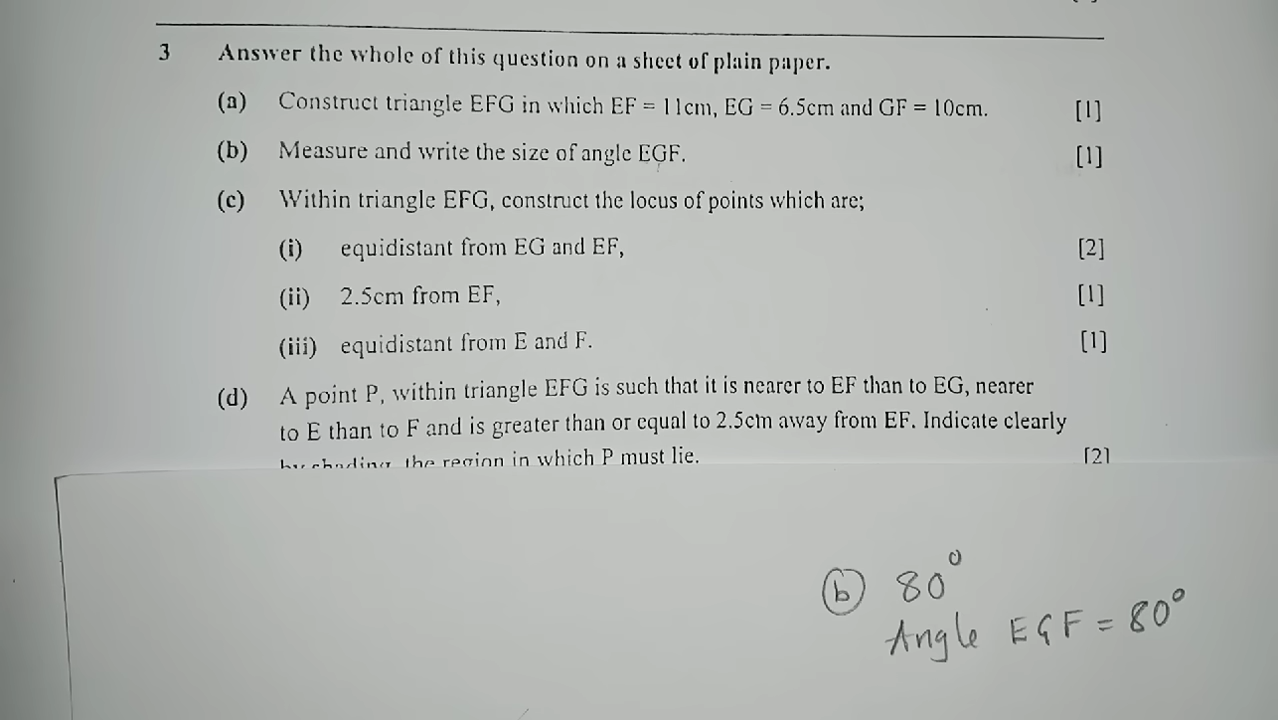 3 Answer the whole of this question on a sheet of plain paper.
(a) Construct triangle EFG in which EF = 11cm, EG = 6.5cm and GF = 10cm. [1]
(b) Measure and write the size of angle EGF. [1]
(c) Within triangle EFG, construct the locus of points which are;
(i) equidistant from EG and EF, [2]
(ii) 2.5cm from EF, [1]
(iii) equidistant from E and F. [1]
(d) A point P, within triangle EFG is such that it is nearer to EF than to EG, nearer
to E than to F and is greater than or equal to 2.5cm away from EF. Indicate clearly
by shading, the region in which P must lie. [2]
(b) 80°
Angle EGF = 80°